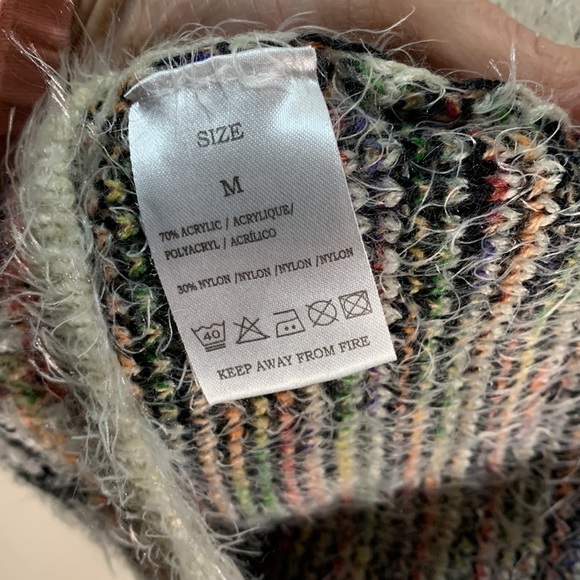 SIZE
M
70% ACRYLIC / ACRYLIQUE/
POLYACRYL / ACRÍLICO
30% NYLON /NYLON /NYLON /NYLON
40
KEEP AWAY FROM FIRE